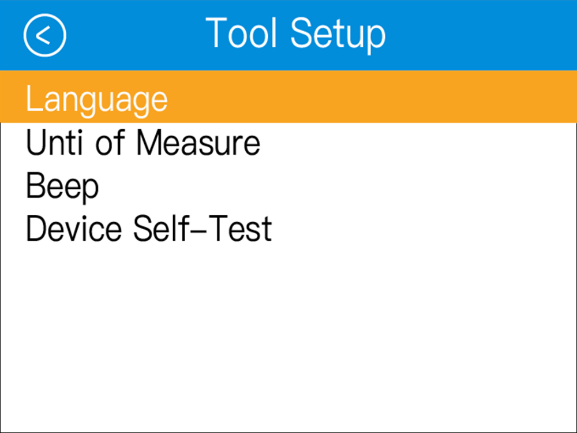 Tool Setup
Language
Unti of Measure
Beep
Device Self-Test